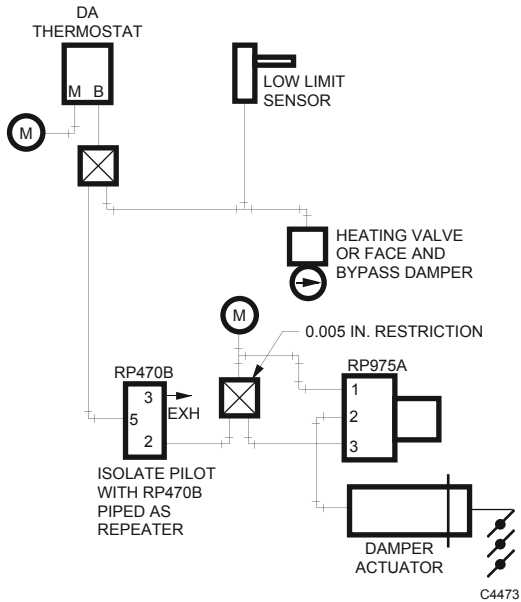 DA
THERMOSTAT
M B
M
LOW LIMIT
SENSOR
HEATING VALVE
OR FACE AND
BYPASS DAMPER
M
0.005 IN. RESTRICTION
RP470B
3
EXH
5
2
RP975A
1
2
3
ISOLATE PILOT
WITH RP470B
PIPED AS
REPEATER
DAMPER
ACTUATOR
C4473